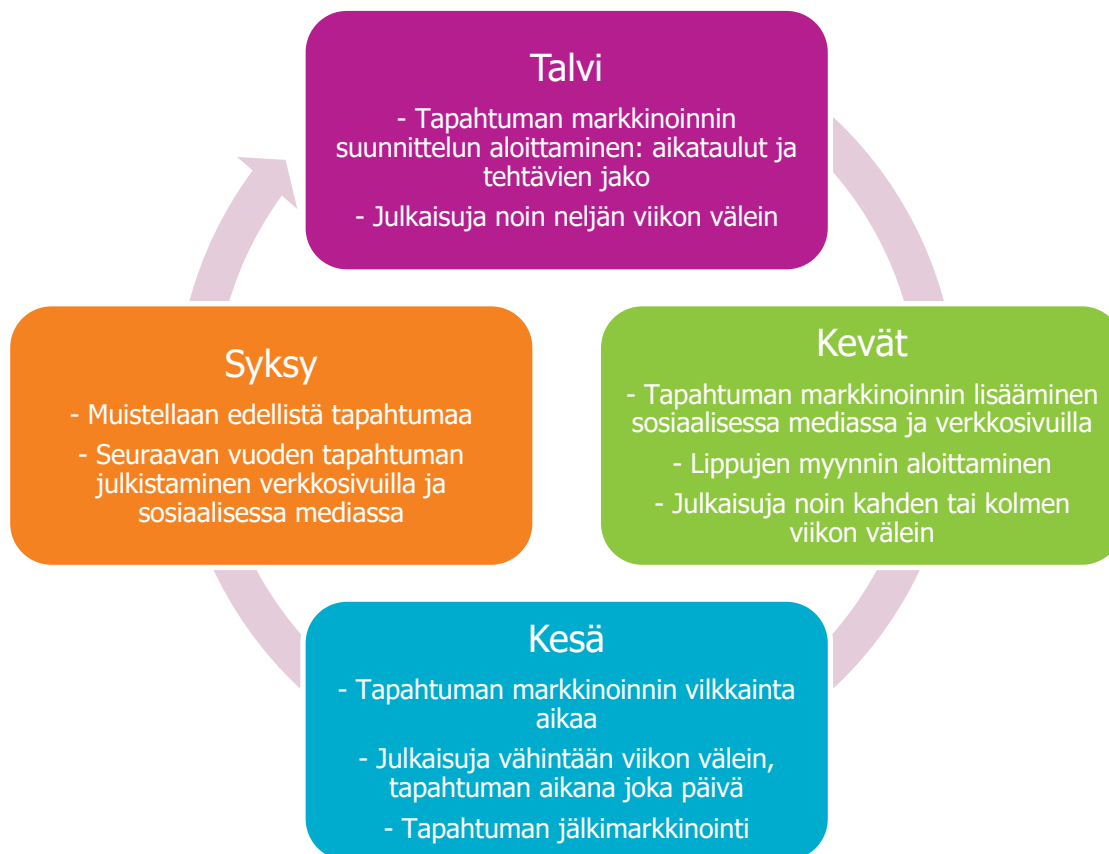 Talvi
- Tapahtuman markkinoinnin
suunnittelun aloittaminen: aikataulut ja
tehtävien jako
- Julkaisuja noin neljän viikon välein
Kevät
- Tapahtuman markkinoinnin lisääminen
sosiaalisessa mediassa ja verkkosivuilla
- Lippujen myynnin aloittaminen
- Julkaisuja noin kahden tai kolmen
viikon välein
Kesä
- Tapahtuman markkinoinnin vilkkainta
aikaa
- Julkaisuja vähintään viikon välein,
tapahtuman aikana joka päivä
- Tapahtuman jälkimarkkinointi
Syksy
- Muistellaan edellistä tapahtumaa
- Seuraavan vuoden tapahtuman
julkistaminen verkkosivuilla ja
sosiaalisessa mediassa